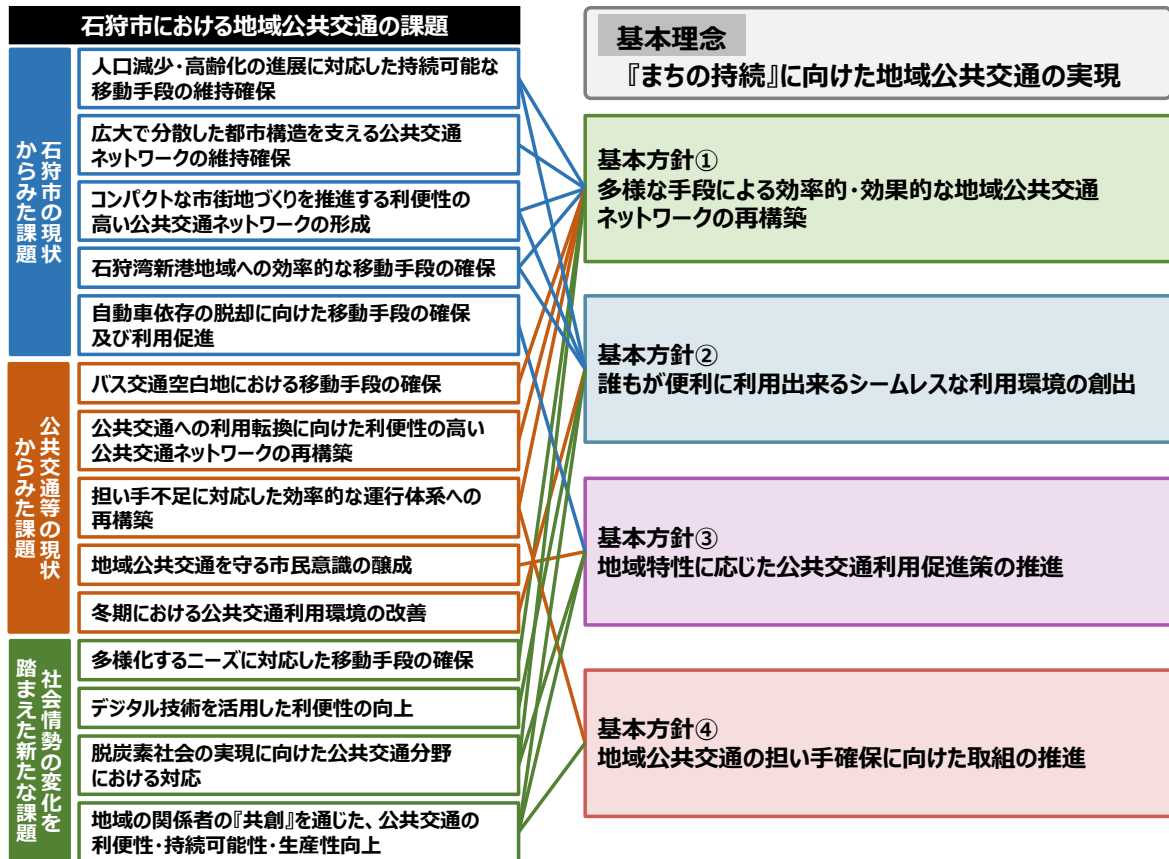 石狩市における地域公共交通の課題
石狩市の現状
からみた課題
人口減少・高齢化の進展に対応した持続可能な
移動手段の維持確保
広大で分散した都市構造を支える公共交通
ネットワークの維持確保
コンパクトな市街地づくりを推進する利便性の
高い公共交通ネットワークの形成
石狩湾新港地域への効率的な移動手段の確保
自動車依存の脱却に向けた移動手段の確保
及び利用促進
公共交通等の現状
からみた課題
バス交通空白地における移動手段の確保
公共交通への利用転換に向けた利便性の高い
公共交通ネットワークの再構築
担い手不足に対応した効率的な運行体系への
再構築
地域公共交通を守る市民意識の醸成
冬期における公共交通利用環境の改善
社会情勢の変化を
踏まえた新たな課題
多様化するニーズに対応した移動手段の確保
デジタル技術を活用した利便性の向上
脱炭素社会の実現に向けた公共交通分野
における対応
地域の関係者の『共創』を通じた、公共交通の
利便性・持続可能性・生産性向上
基本理念
『まちの持続』に向けた地域公共交通の実現
基本方針①
多様な手段による効率的・効果的な地域公共交通
ネットワークの再構築
基本方針②
誰もが便利に利用出来るシームレスな利用環境の創出
基本方針③
地域特性に応じた公共交通利用促進策の推進
基本方針④
地域公共交通の担い手確保に向けた取組の推進